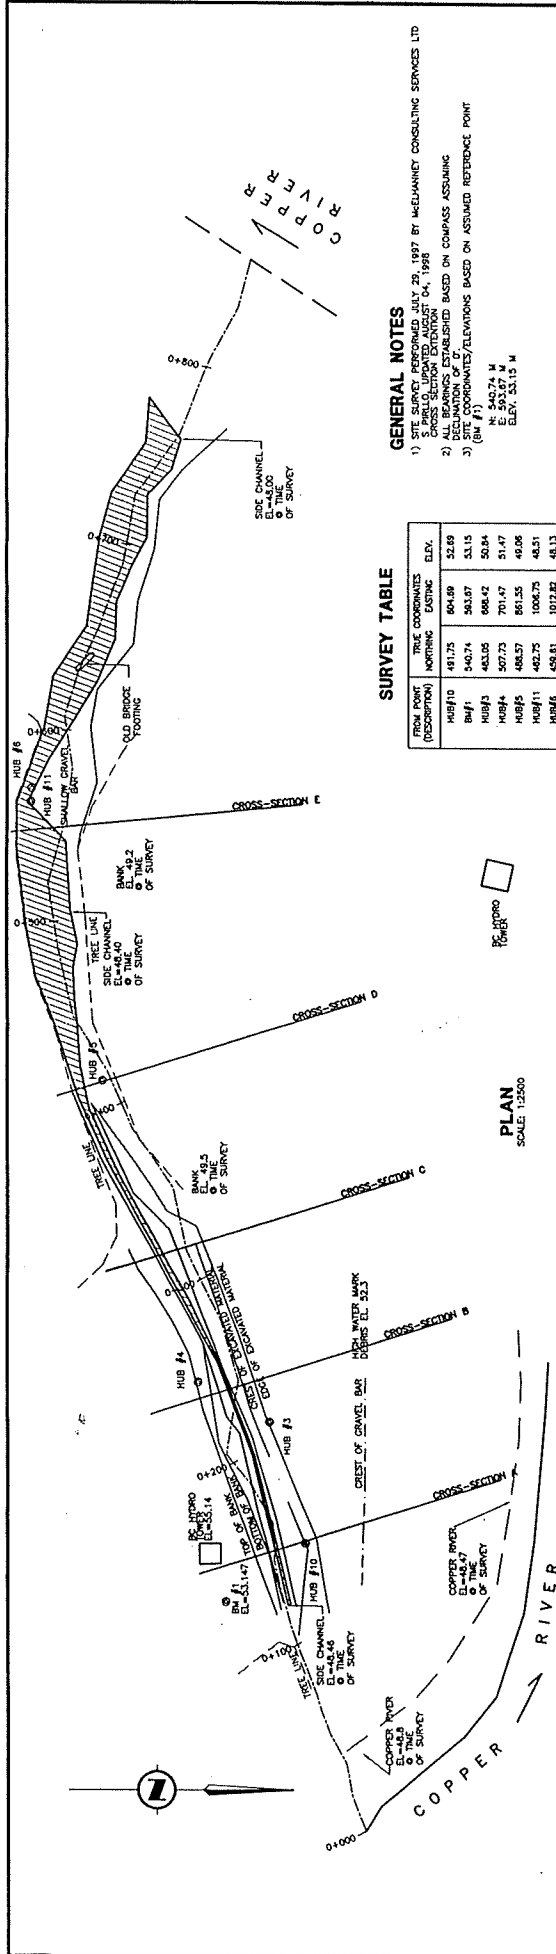 COPPER
RIVER
0+800
SIDE CHANNEL
EL=48.00
@ TIME
OF SURVEY
0+700
OLD BRIDGE
FOOTING
0+600
HUB #6
HUB #11
SHALLOW GRAVEL
BAR
CROSS-SECTION E
BANK
EL. 49.2
@ TIME
OF SURVEY
0+500
TREE LINE
SIDE CHANNEL
EL=48.40
@ TIME
OF SURVEY
HUB #5
CROSS-SECTION D
TREE LINE
BANK
EL. 49.5
@ TIME
OF SURVEY
CROSS-SECTION C
CREST OF EXCAVATED MATERIAL
EDGE OF EXCAVATED MATERIAL
HUB #4
HIGH WATER MARK
DEBRIS EL. 52.3
CROSS-SECTION B
HUB #3
CREST OF GRAVEL BAR
0+200
BC HYDRO
TOWER
EL=55.14
TOP OF BANK
BOTTOM OF BANK
BM #1
EL=53.147
CROSS-SECTION A
HUB #10
COPPER RIVER
EL=48.47
@ TIME
OF SURVEY
0+100
TREE LINE
SIDE CHANNEL
EL=48.46
@ TIME
OF SURVEY
COPPER RIVER
EL=48.8
@ TIME
OF SURVEY
0+000
COPPER RIVER
N
BC HYDRO
TOWER
PLAN
SCALE: 1:2500
GENERAL NOTES
1) SITE SURVEY PERFORMED JULY 29, 1997 BY McELHANNEY CONSULTING SERVICES LTD
S. PIRILLO, UPDATED AUGUST 04, 1998
CROSS SECTION EXTENTION
2) ALL BEARINGS ESTABLISHED BASED ON COMPASS ASSUMING
DECLINATION OF 0'.
3) SITE COORDINATES/ELEVATIONS BASED ON ASSUMED REFERENCE POINT
(BM #1)
N: 540.74 M
E: 593.67 M
ELEV. 53.15 M
SURVEY TABLE
FROM POINT (DESCRIPTION) TRUE COORDINATES NORTHING EASTING ELEV.
HUB#10 491.75 604.69 52.69
BM#1 540.74 593.67 53.15
HUB#3 463.05 668.42 50.84
HUB#4 507.73 701.47 51.47
HUB#5 488.57 861.55 49.06
HUB#11 462.75 1006.75 48.51
HUB#6 459.81 1012.82 48.13